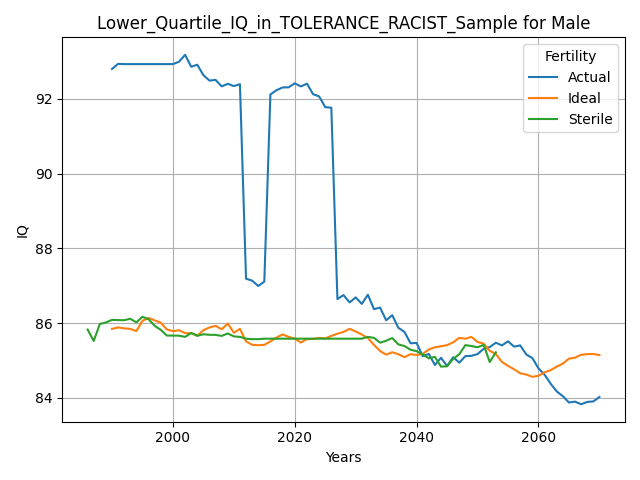 Lower_Quartile_IQ_in_TOLERANCE_RACIST_Sample for Male
Fertility
Actual
Ideal
Sterile
IQ
92
90
88
86
84
2000
2020
2040
2060
Years